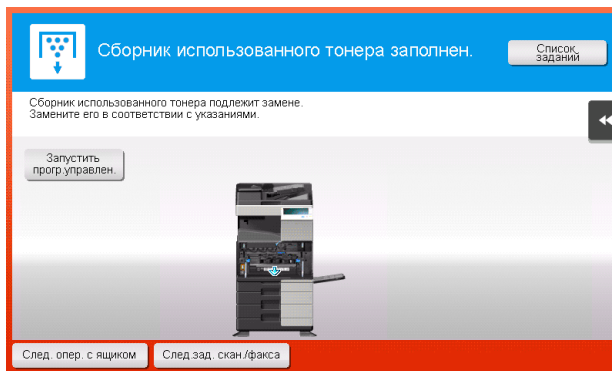 Сборник использованного тонера заполнен.
Список
заданий
Сборник использованного тонера подлежит замене.
Замените его в соответствии с указаниями.
Запустить
прогр.управлен.
След. опер. с ящиком
След.зад. скан./факса